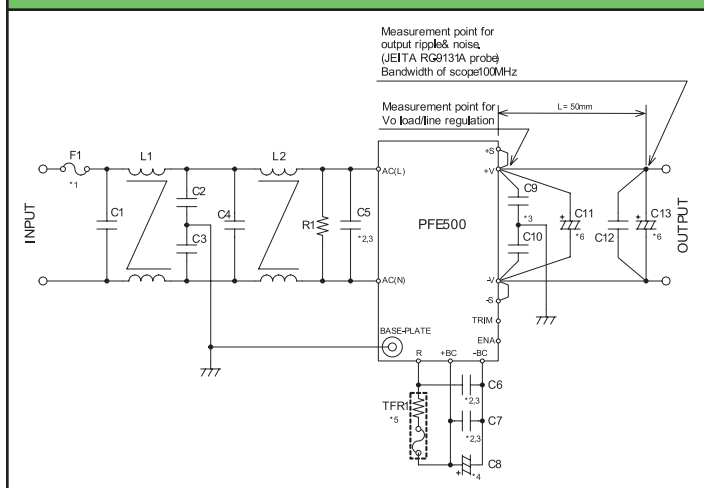 Measurement point for
output ripple& noise.
(JEITA RC-9131A probe)
Bandwidth of scope100MHz
Measurement point for
Vo load/line regulation
L= 50mm
F1
*1
L1
L2
+S
+V
AC(L)
C1
C2
C3
C4
R1
C5
*2,3
PFE500
C9
*3
C10
C11
*6
C12
C13
*6
INPUT
OUTPUT
AC(N)
-V
-S
TRIM
ENA
BASE-PLATE
R
+BC
-BC
TFR1
*5
C6
*2,3
C7
*2,3
C8
+
*4
+
+